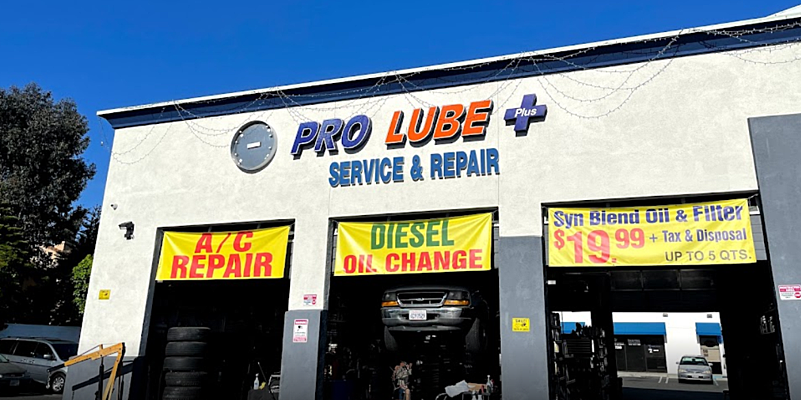 PRO LUBE Plus
SERVICE & REPAIR
A/C
REPAIR
DIESEL
OIL CHANGE
Syn Blend Oil & Filter
$19.99 + Tax & Disposal
UP TO 5 QTS.